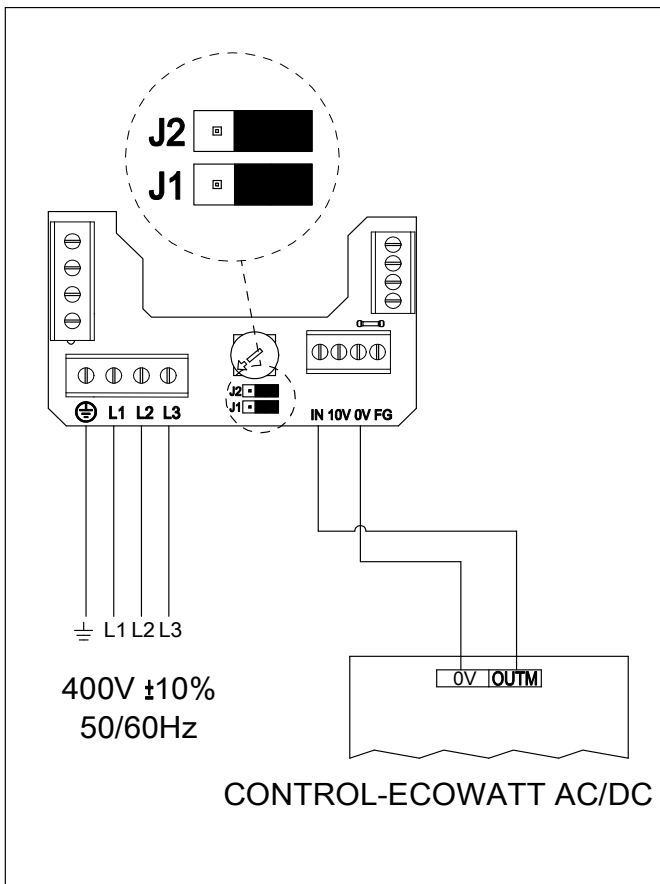 J2
J1
J2
J1
L1 L2 L3
IN 10V 0V FG
L1 L2 L3
400V ±10%
50/60Hz
0V OUTM
CONTROL-ECOWATT AC/DC